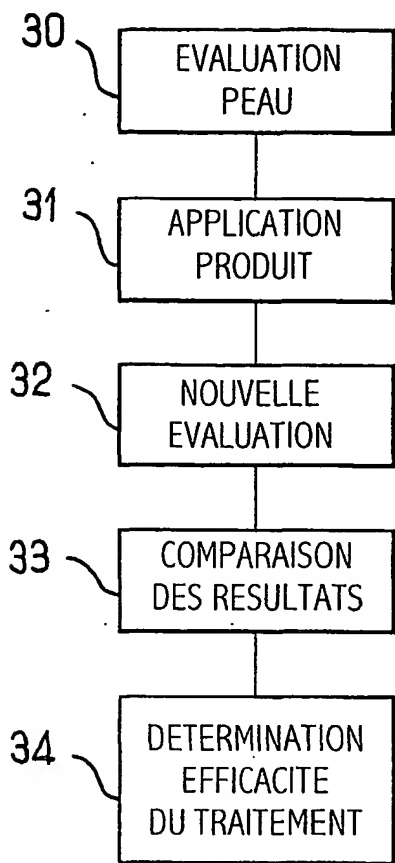 30
EVALUATION
PEAU
31
APPLICATION
PRODUIT
32
NOUVELLE
EVALUATION
33
COMPARAISON
DES RESULTATS
34
DETERMINATION
EFFICACITE
DU TRAITEMENT